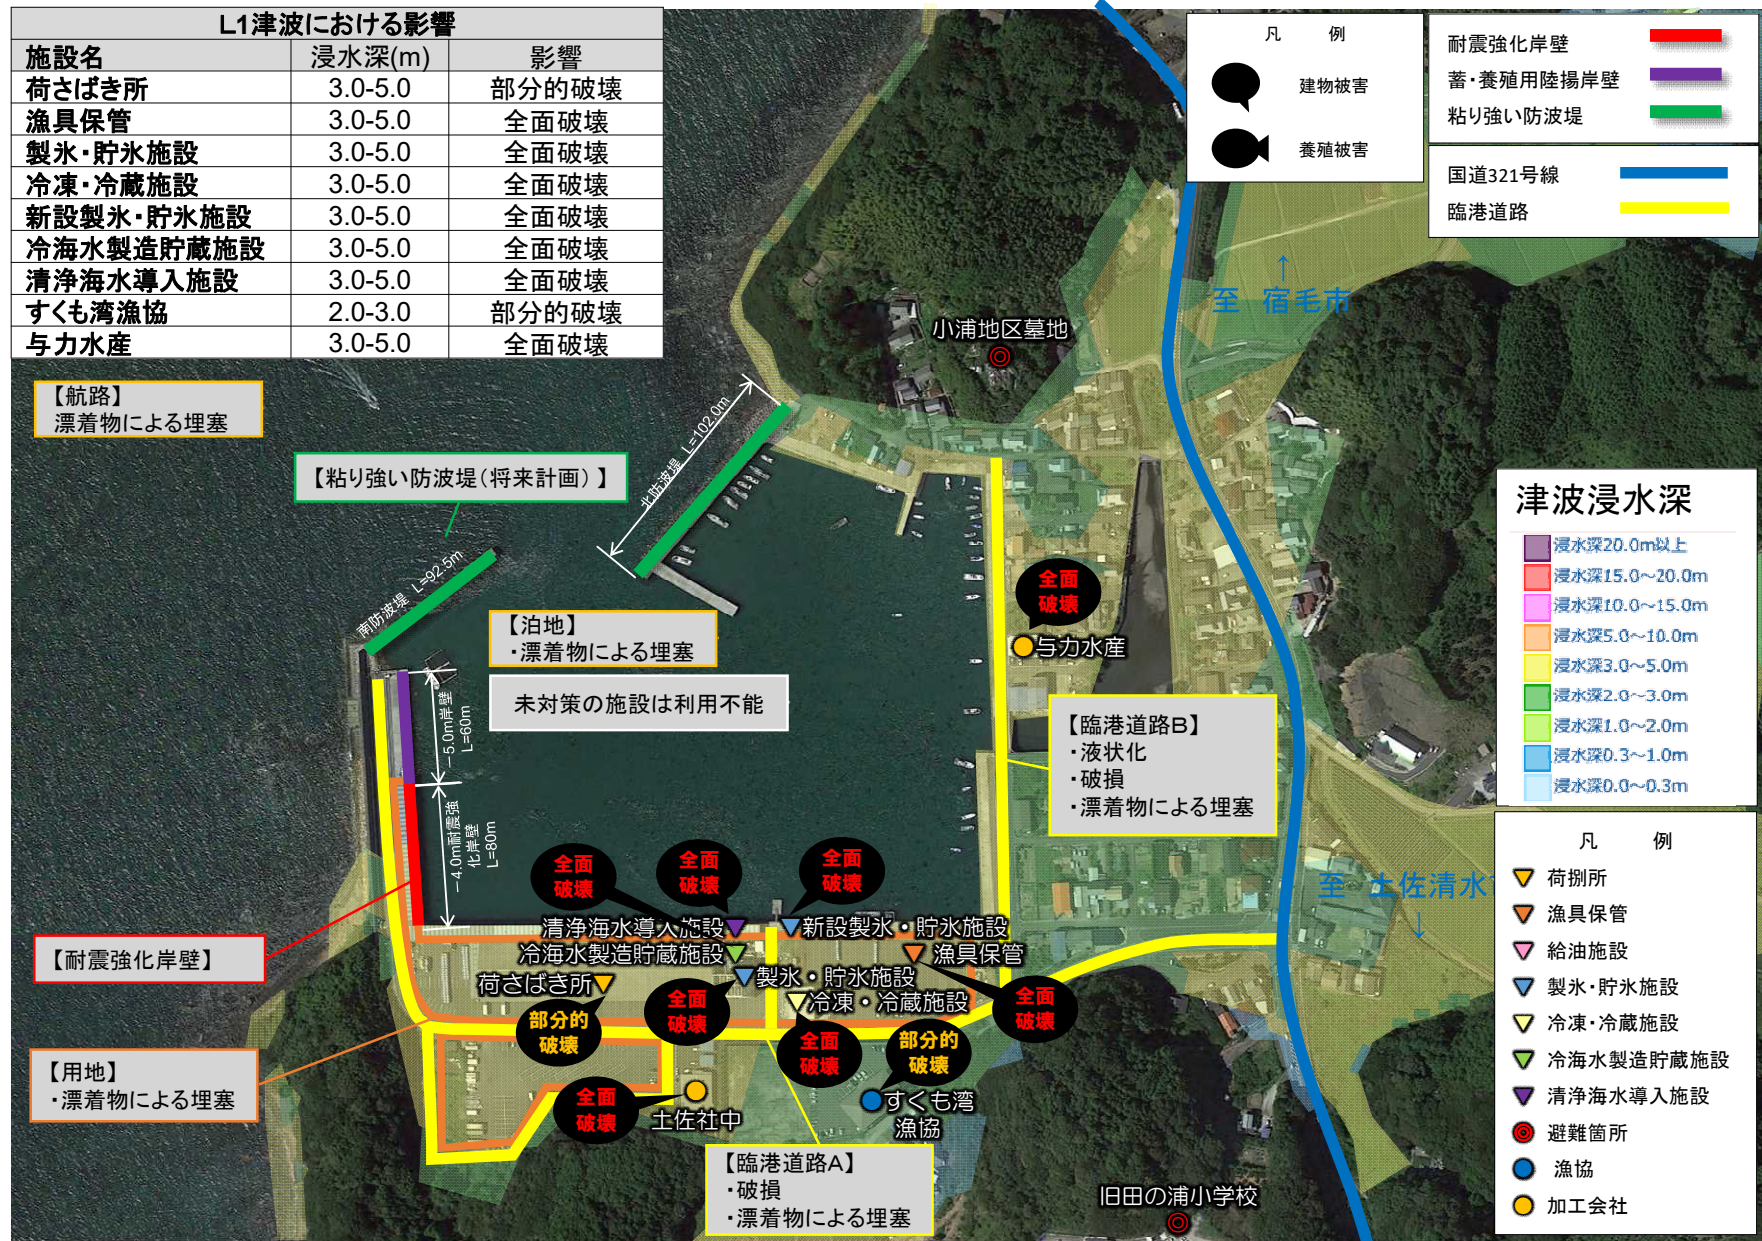 L1津波における影響
施設名 浸水深(m) 影響
荷さばき所 3.0-5.0 部分的破壊
漁具保管 3.0-5.0 全面破壊
製氷・貯氷施設 3.0-5.0 全面破壊
冷凍・冷蔵施設 3.0-5.0 全面破壊
新設製氷・貯氷施設 3.0-5.0 全面破壊
冷海水製造貯蔵施設 3.0-5.0 全面破壊
清浄海水導入施設 3.0-5.0 全面破壊
すくも湾漁協 2.0-3.0 部分的破壊
与力水産 3.0-5.0 全面破壊
凡 例
建物被害
養殖被害
耐震強化岸壁
蓄・養殖用陸揚岸壁
粘り強い防波堤
国道321号線
臨港道路
↑
至 宿毛市
小浦地区墓地
【航路】
漂着物による埋塞
【粘り強い防波堤(将来計画) 】
北防波堤 L=102.0m
南防波堤 L=92.5m
【泊地】
・漂着物による埋塞
未対策の施設は利用不能
全面
破壊
与力水産
−5.0m岸壁
L=60m
−4.0m耐震強
化岸壁
L=80m
【臨港道路B】
・液状化
・破損
・漂着物による埋塞
津波浸水深
浸水深20.0m以上
浸水深15.0～20.0m
浸水深10.0～15.0m
浸水深5.0～10.0m
浸水深3.0～5.0m
浸水深2.0～3.0m
浸水深1.0～2.0m
浸水深0.3～1.0m
浸水深0.0～0.3m
全面
破壊
全面
破壊
全面
破壊
至 土佐清水
↓
清浄海水導入施設
新設製氷・貯氷施設
冷海水製造貯蔵施設
漁具保管
荷さばき所
製氷・貯氷施設
冷凍・冷蔵施設
【耐震強化岸壁】
部分的
破壊
全面
破壊
全面
破壊
部分的
破壊
全面
破壊
【用地】
・漂着物による埋塞
全面
破壊
土佐社中
すくも湾
漁協
【臨港道路A】
・破損
・漂着物による埋塞
旧田の浦小学校
凡 例
荷捌所
漁具保管
給油施設
製氷・貯氷施設
冷凍・冷蔵施設
冷海水製造貯蔵施設
清浄海水導入施設
避難箇所
漁協
加工会社